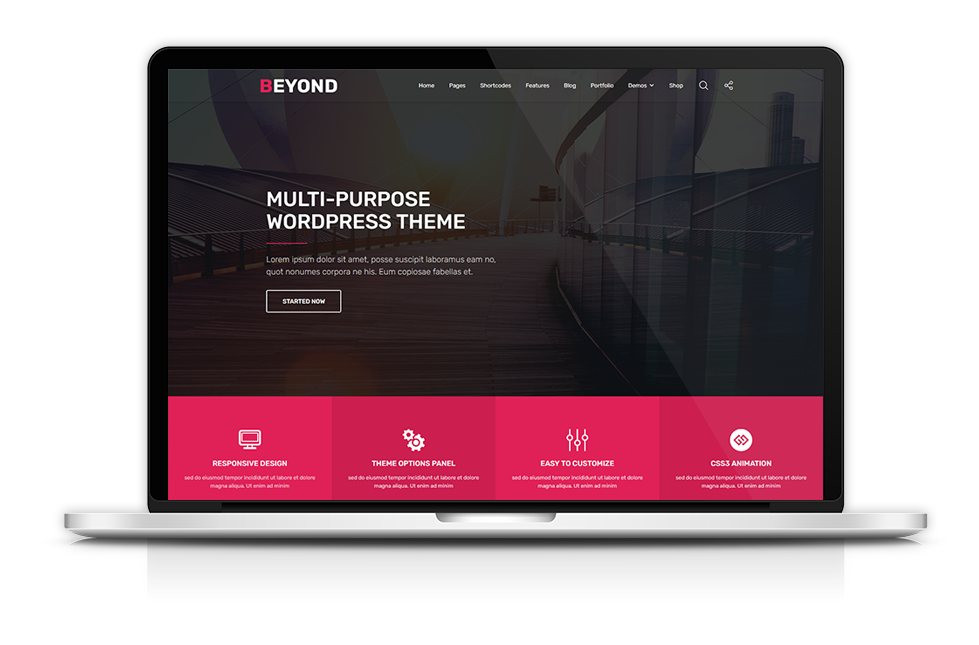 BEYOND
Home Pages Shortcodes Features Blog Portfolio Demos Shop
MULTI-PURPOSE
WORDPRESS THEME
Lorem ipsum dolor sit amet, posse suscipit laboramus eam no,
quot nonumes corpora ne his. Eum copiosae fabellas et.
STARTED NOW
RESPONSIVE DESIGN
sed do eiusmod tempor incididunt ut labore et dolore
magna aliqua. Ut enim ad minim
THEME OPTIONS PANEL
sed do eiusmod tempor incididunt ut labore et dolore
magna aliqua. Ut enim ad minim
EASY TO CUSTOMIZE
sed do eiusmod tempor incididunt ut labore et dolore
magna aliqua. Ut enim ad minim
CSS3 ANIMATION
sed do eiusmod tempor incididunt ut labore et dolore
magna aliqua. Ut enim ad minim